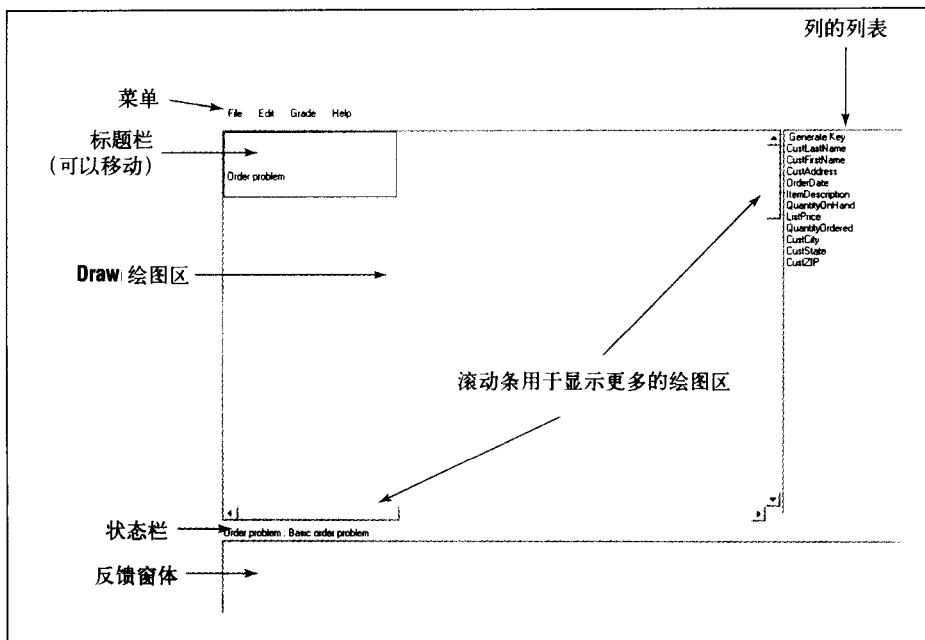 列的列表
菜单
File Edit Grade Help
标题栏
(可以移动)
Order problem
Generate Key
CustLastName
CustFirstName
CustAddress
OrderDate
ItemDescription
QuantityOnHand
ListPrice
QuantityOrdered
CustCity
CustState
CustZIP
Draw 绘图区
滚动条用于显示更多的绘图区
状态栏
Order problem : Basic order problem
反馈窗体